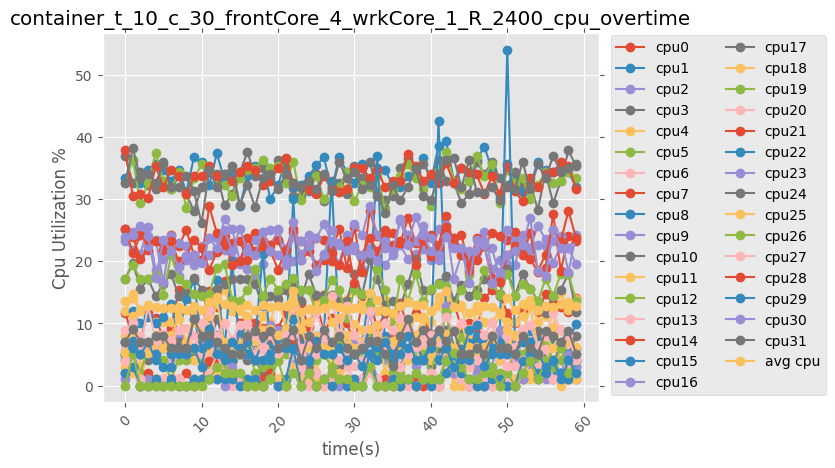 container_t_10_c_30_frontCore_4_wrkCore_1_R_2400_cpu_overtime
Cpu Utilization %
50
40
30
20
10
0
0
10
20
30
40
50
60
time(s)
cpu0
cpu1
cpu2
cpu3
cpu4
cpu5
cpu6
cpu7
cpu8
cpu9
cpu10
cpu11
cpu12
cpu13
cpu14
cpu15
cpu16
cpu17
cpu18
cpu19
cpu20
cpu21
cpu22
cpu23
cpu24
cpu25
cpu26
cpu27
cpu28
cpu29
cpu30
cpu31
avg cpu